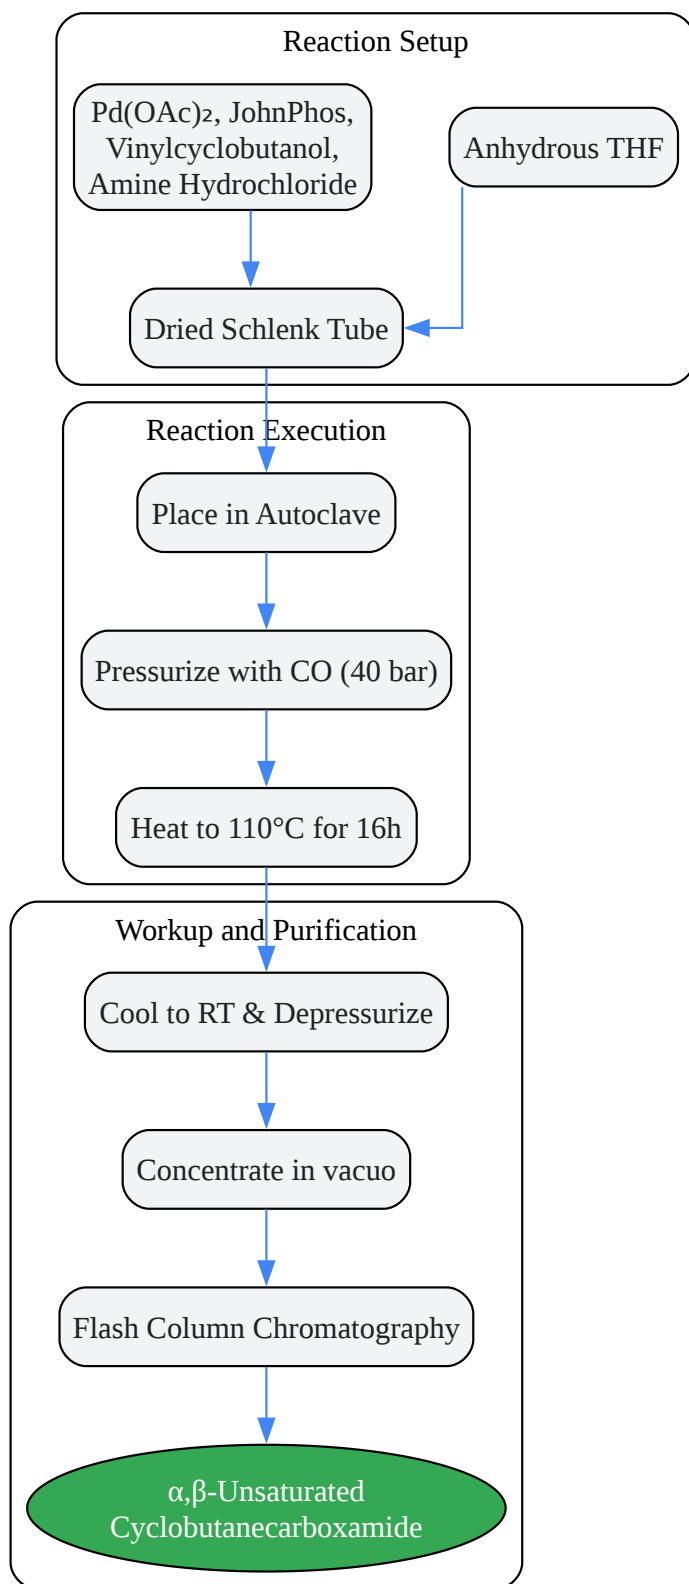 Reaction Setup
Pd(OAc)₂, JohnPhos,
Vinylcyclobutanol,
Amine Hydrochloride
Anhydrous THF
Dried Schlenk Tube
Reaction Execution
Place in Autoclave
Pressurize with CO (40 bar)
Heat to 110°C for 16h
Workup and Purification
Cool to RT & Depressurize
Concentrate in vacuo
Flash Column Chromatography
α,β-Unsaturated
Cyclobutanecarboxamide